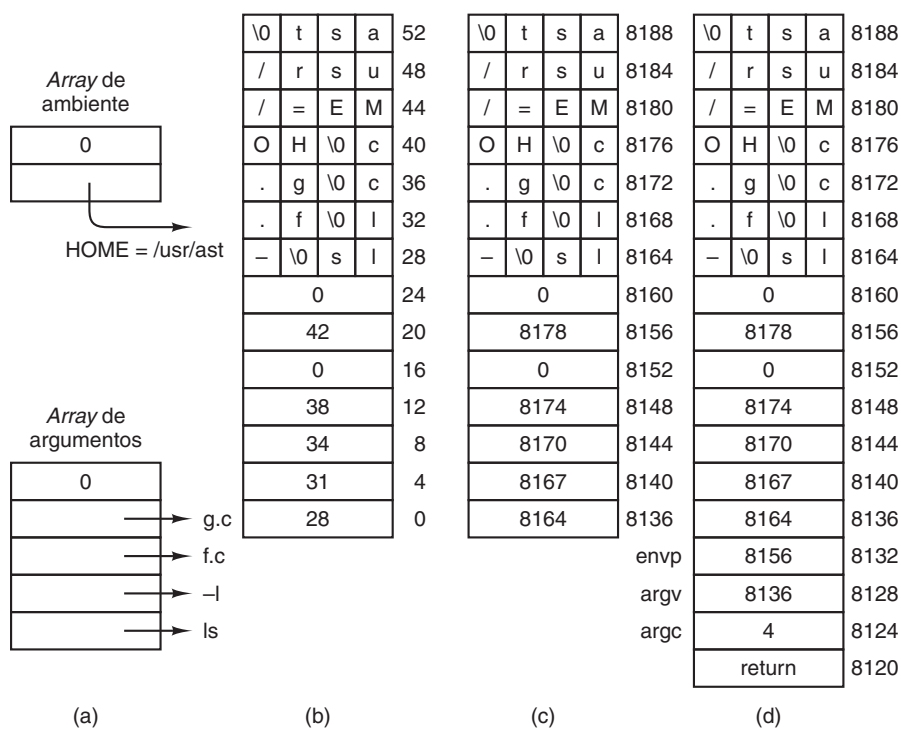 Array de
ambiente
0
HOME = /usr/ast
Array de
argumentos
0
g.c
f.c
–l
ls
(a)
\0 t s a 52
/ r s u 48
/ = E M 44
O H \0 c 40
. g \0 c 36
. f \0 l 32
– \0 s l 28
0 24
42 20
0 16
38 12
34 8
31 4
28 0
(b)
\0 t s a 8188
/ r s u 8184
/ = E M 8180
O H \0 c 8176
. g \0 c 8172
. f \0 l 8168
– \0 s l 8164
0 8160
8178 8156
0 8152
8174 8148
8170 8144
8167 8140
8164 8136
(c)
\0 t s a 8188
/ r s u 8184
/ = E M 8180
O H \0 c 8176
. g \0 c 8172
. f \0 l 8168
– \0 s l 8164
0 8160
8178 8156
0 8152
8174 8148
8170 8144
8167 8140
8164 8136
envp 8156 8132
argv 8136 8128
argc 4 8124
return 8120
(d)